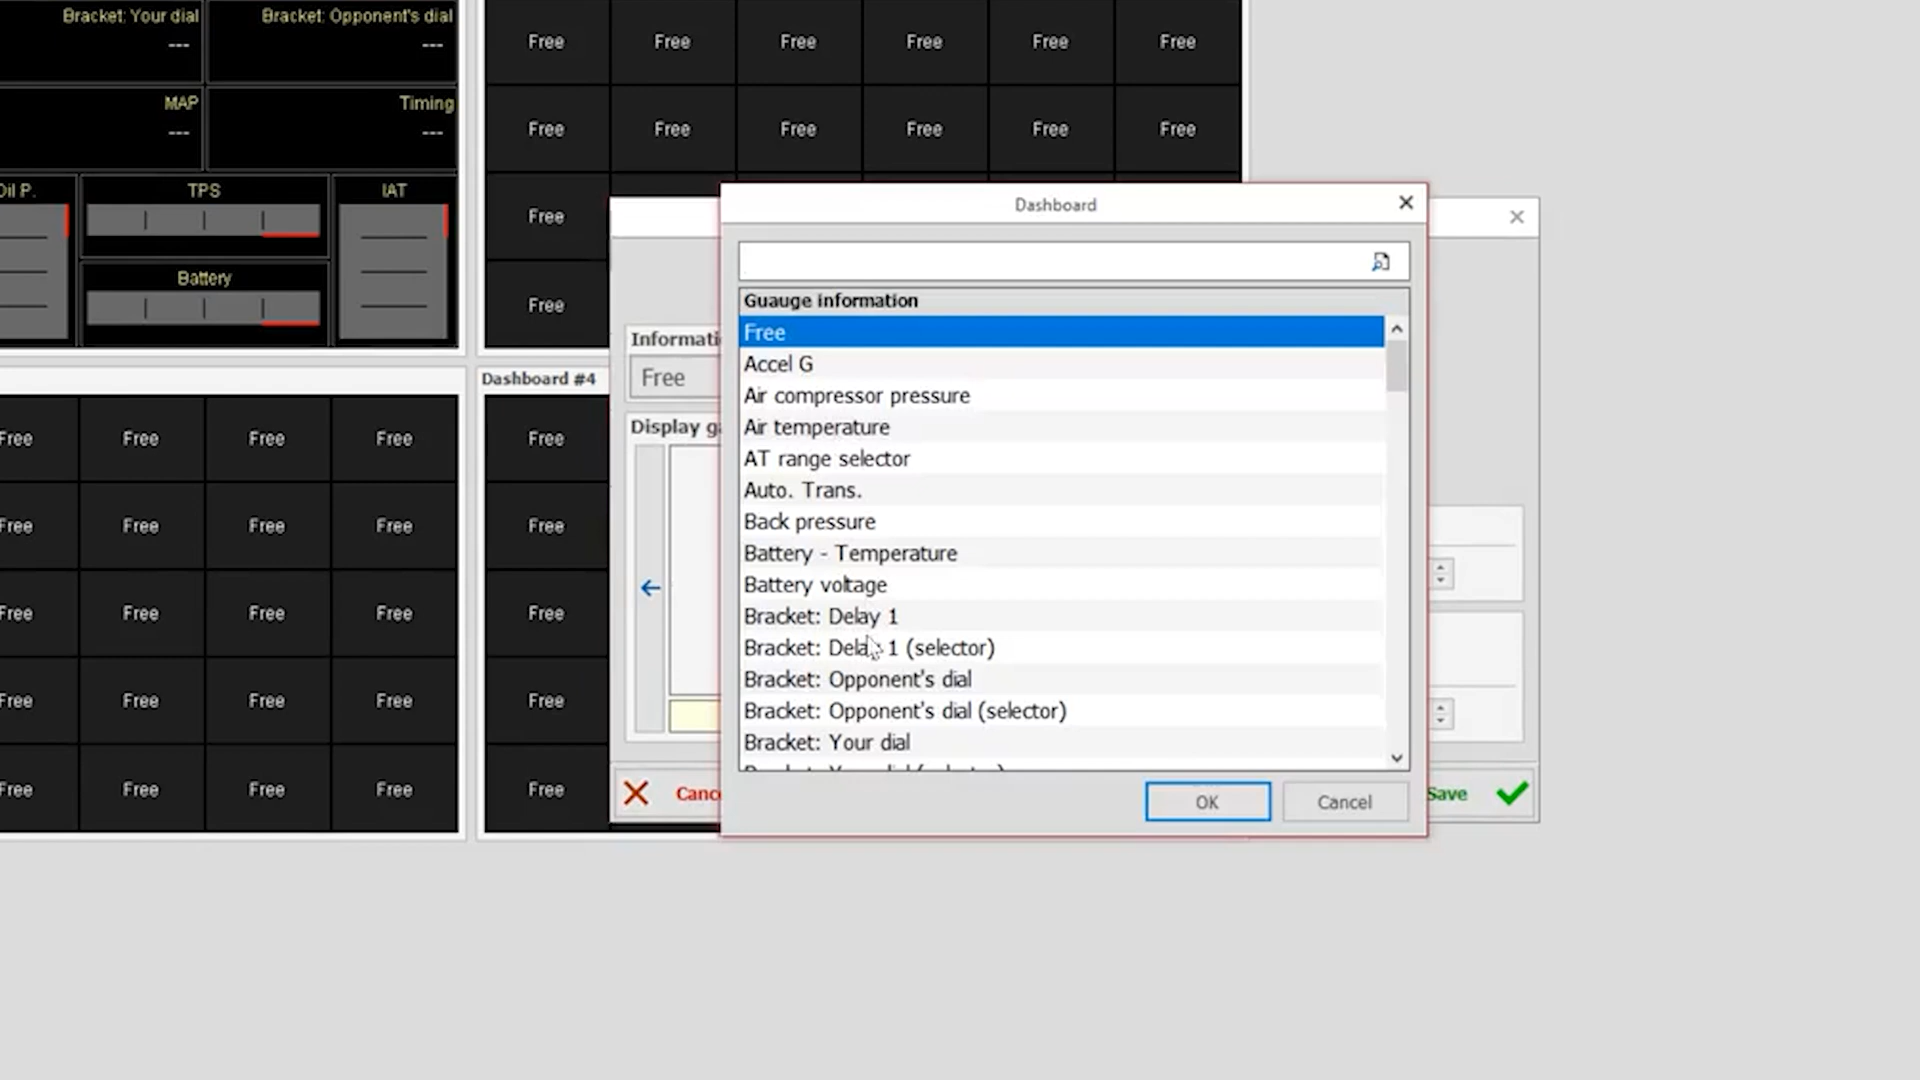 Bracket: Your dial
Bracket: Opponent's dial
---
---
MAP
Timing
---
---
Oil P.
TPS
IAT
Battery
Free Free Free Free Free Free
Free Free Free Free Free Free
Free
Free
Dashboard #4
Free Free Free Free Free
Free Free Free Free Free
Free Free Free Free Free
Free Free Free Free Free
Free Free Free Free Free
Free
Display
Save
Dashboard
Guauge information
Free
Accel G
Air compressor pressure
Air temperature
AT range selector
Auto. Trans.
Back pressure
Battery - Temperature
Battery voltage
Bracket: Delay 1
Bracket: Delay 1 (selector)
Bracket: Opponent's dial
Bracket: Opponent's dial (selector)
Bracket: Your dial
OK
Cancel